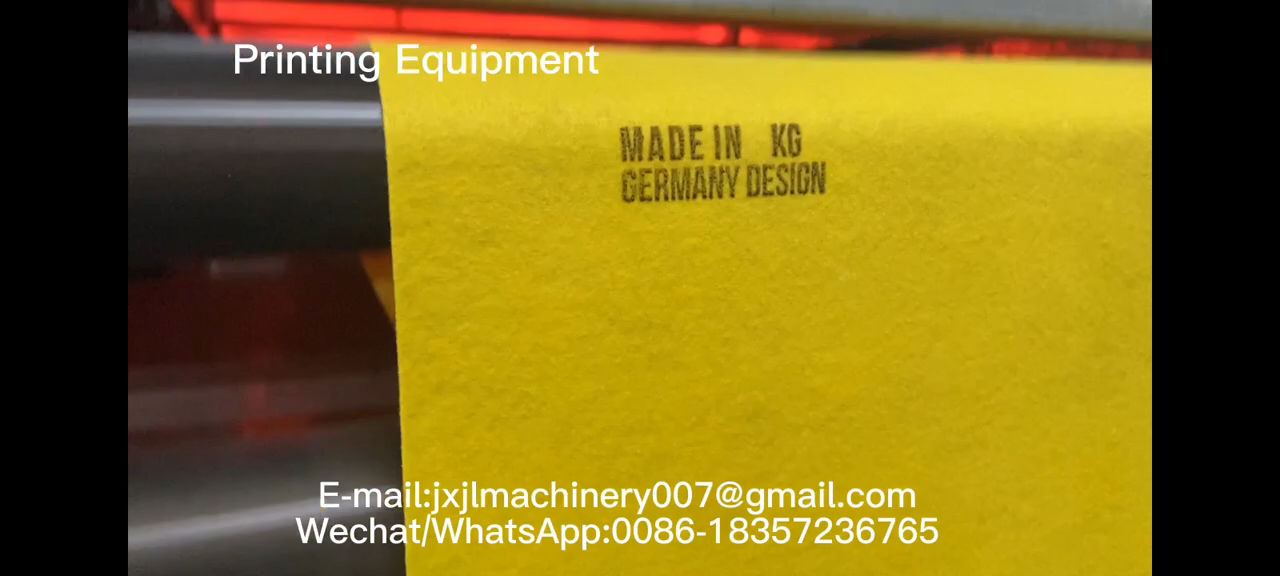 Printing Equipment
MADE IN KG
GERMANY DESIGN
E-mail:jxjlmachinery007@gmail.com
Wechat/WhatsApp:0086-18357236765